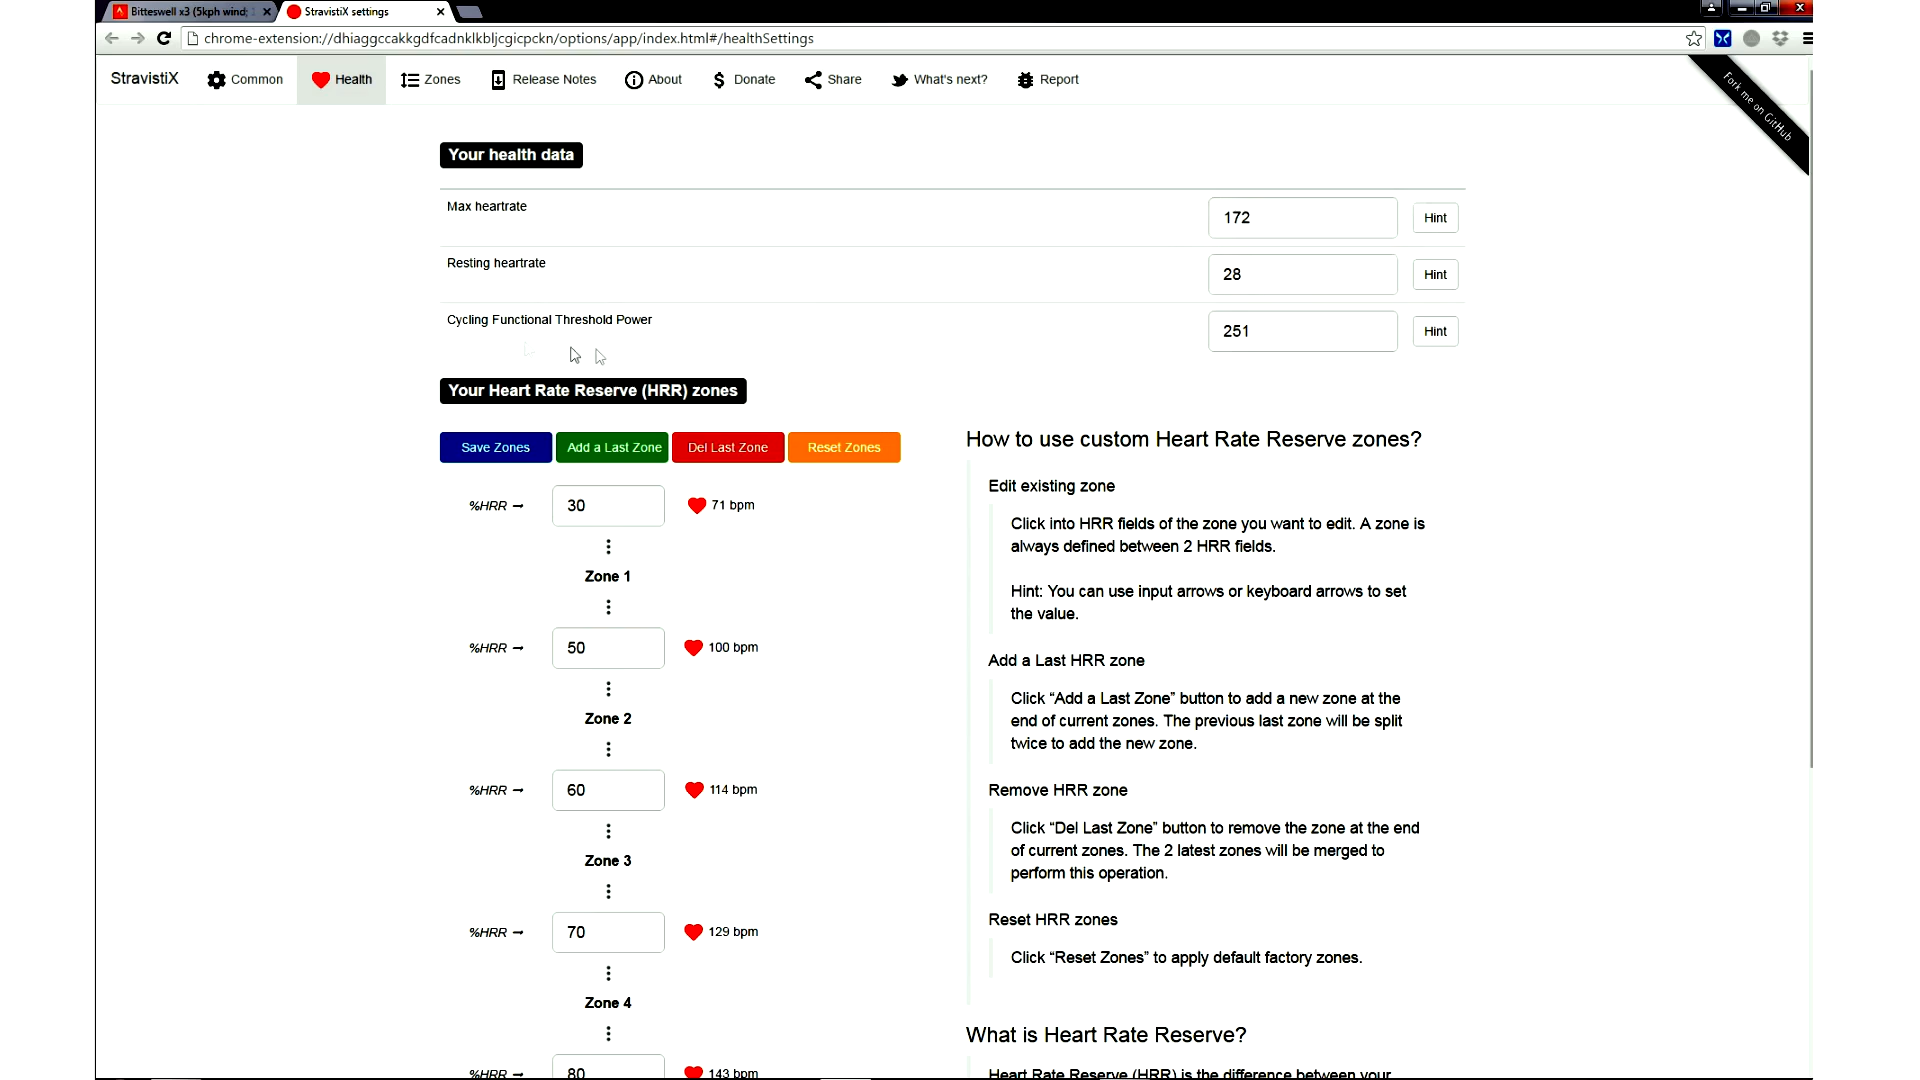 Bitteswell x3 (5kph wind;
StravistiX settings
chrome-extension://dhiaggccakkgdfcadnklkbljcgicpckn/options/app/index.html#/healthSettings
StravistiX Common Health Zones Release Notes About Donate Share What's next? Report
Fork me on GitHub
Your health data
Max heartrate 172 Hint
Resting heartrate 28 Hint
Cycling Functional Threshold Power 251 Hint
Your Heart Rate Reserve (HRR) zones
Save Zones Add a Last Zone Del Last Zone Reset Zones
%HRR → 30 71 bpm
Zone 1
%HRR → 50 100 bpm
Zone 2
%HRR → 60 114 bpm
Zone 3
%HRR → 70 129 bpm
Zone 4
%HRR → 80 143 bpm
How to use custom Heart Rate Reserve zones?
Edit existing zone
Click into HRR fields of the zone you want to edit. A zone is
always defined between 2 HRR fields.
Hint: You can use input arrows or keyboard arrows to set
the value.
Add a Last HRR zone
Click “Add a Last Zone” button to add a new zone at the
end of current zones. The previous last zone will be split
twice to add the new zone.
Remove HRR zone
Click “Del Last Zone” button to remove the zone at the end
of current zones. The 2 latest zones will be merged to
perform this operation.
Reset HRR zones
Click “Reset Zones” to apply default factory zones.
What is Heart Rate Reserve?
Heart Rate Reserve (HRR) is the difference between your